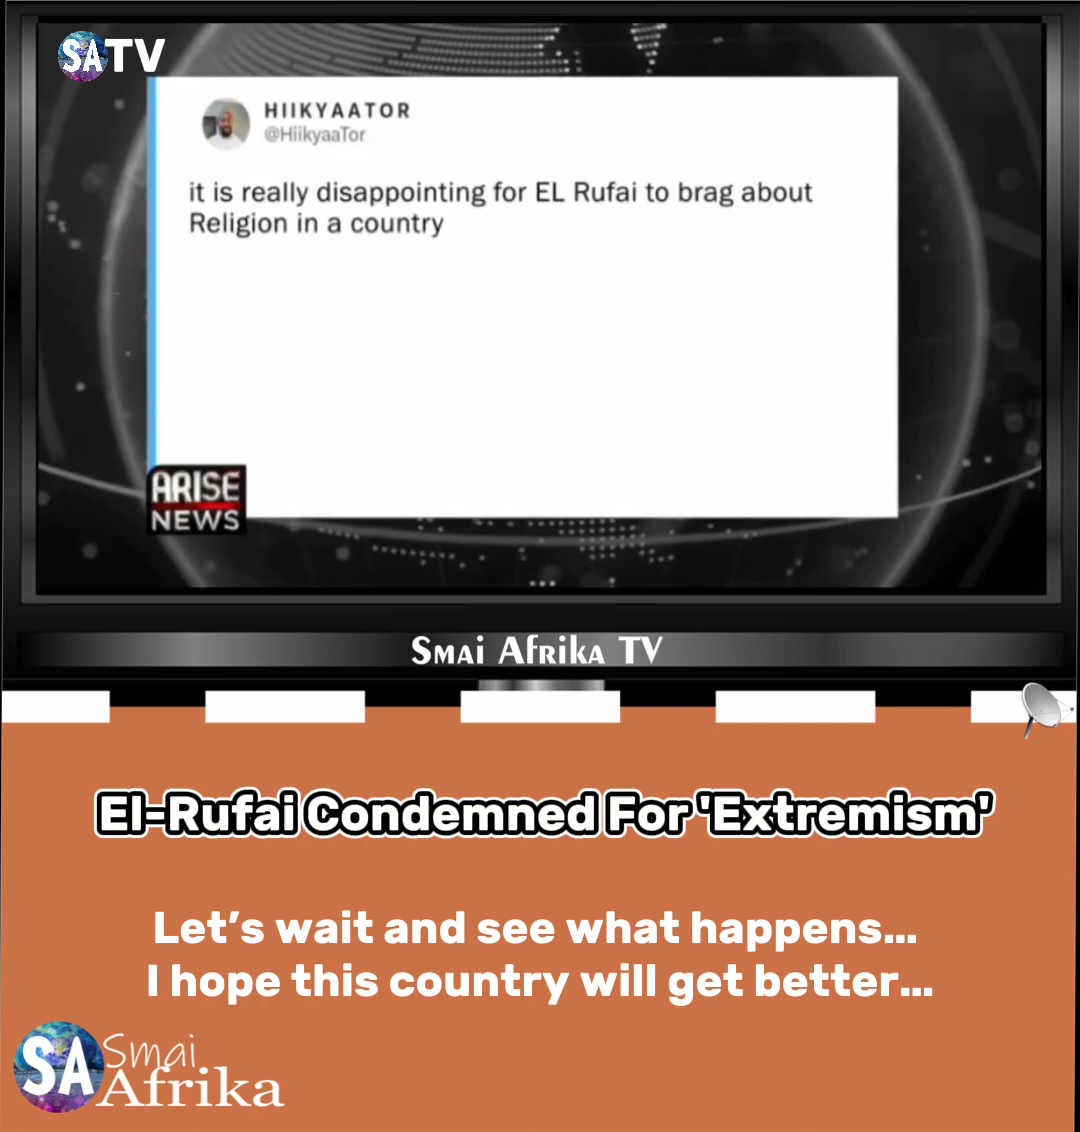 SATV
HIIKYAATOR
@HiikyaaTor
it is really disappointing for EL Rufai to brag about
Religion in a country
ARISE
NEWS
Smai Afrika TV
El-Rufai Condemned For 'Extremism'
Let’s wait and see what happens...
I hope this country will get better...
SA Smai
Afrika